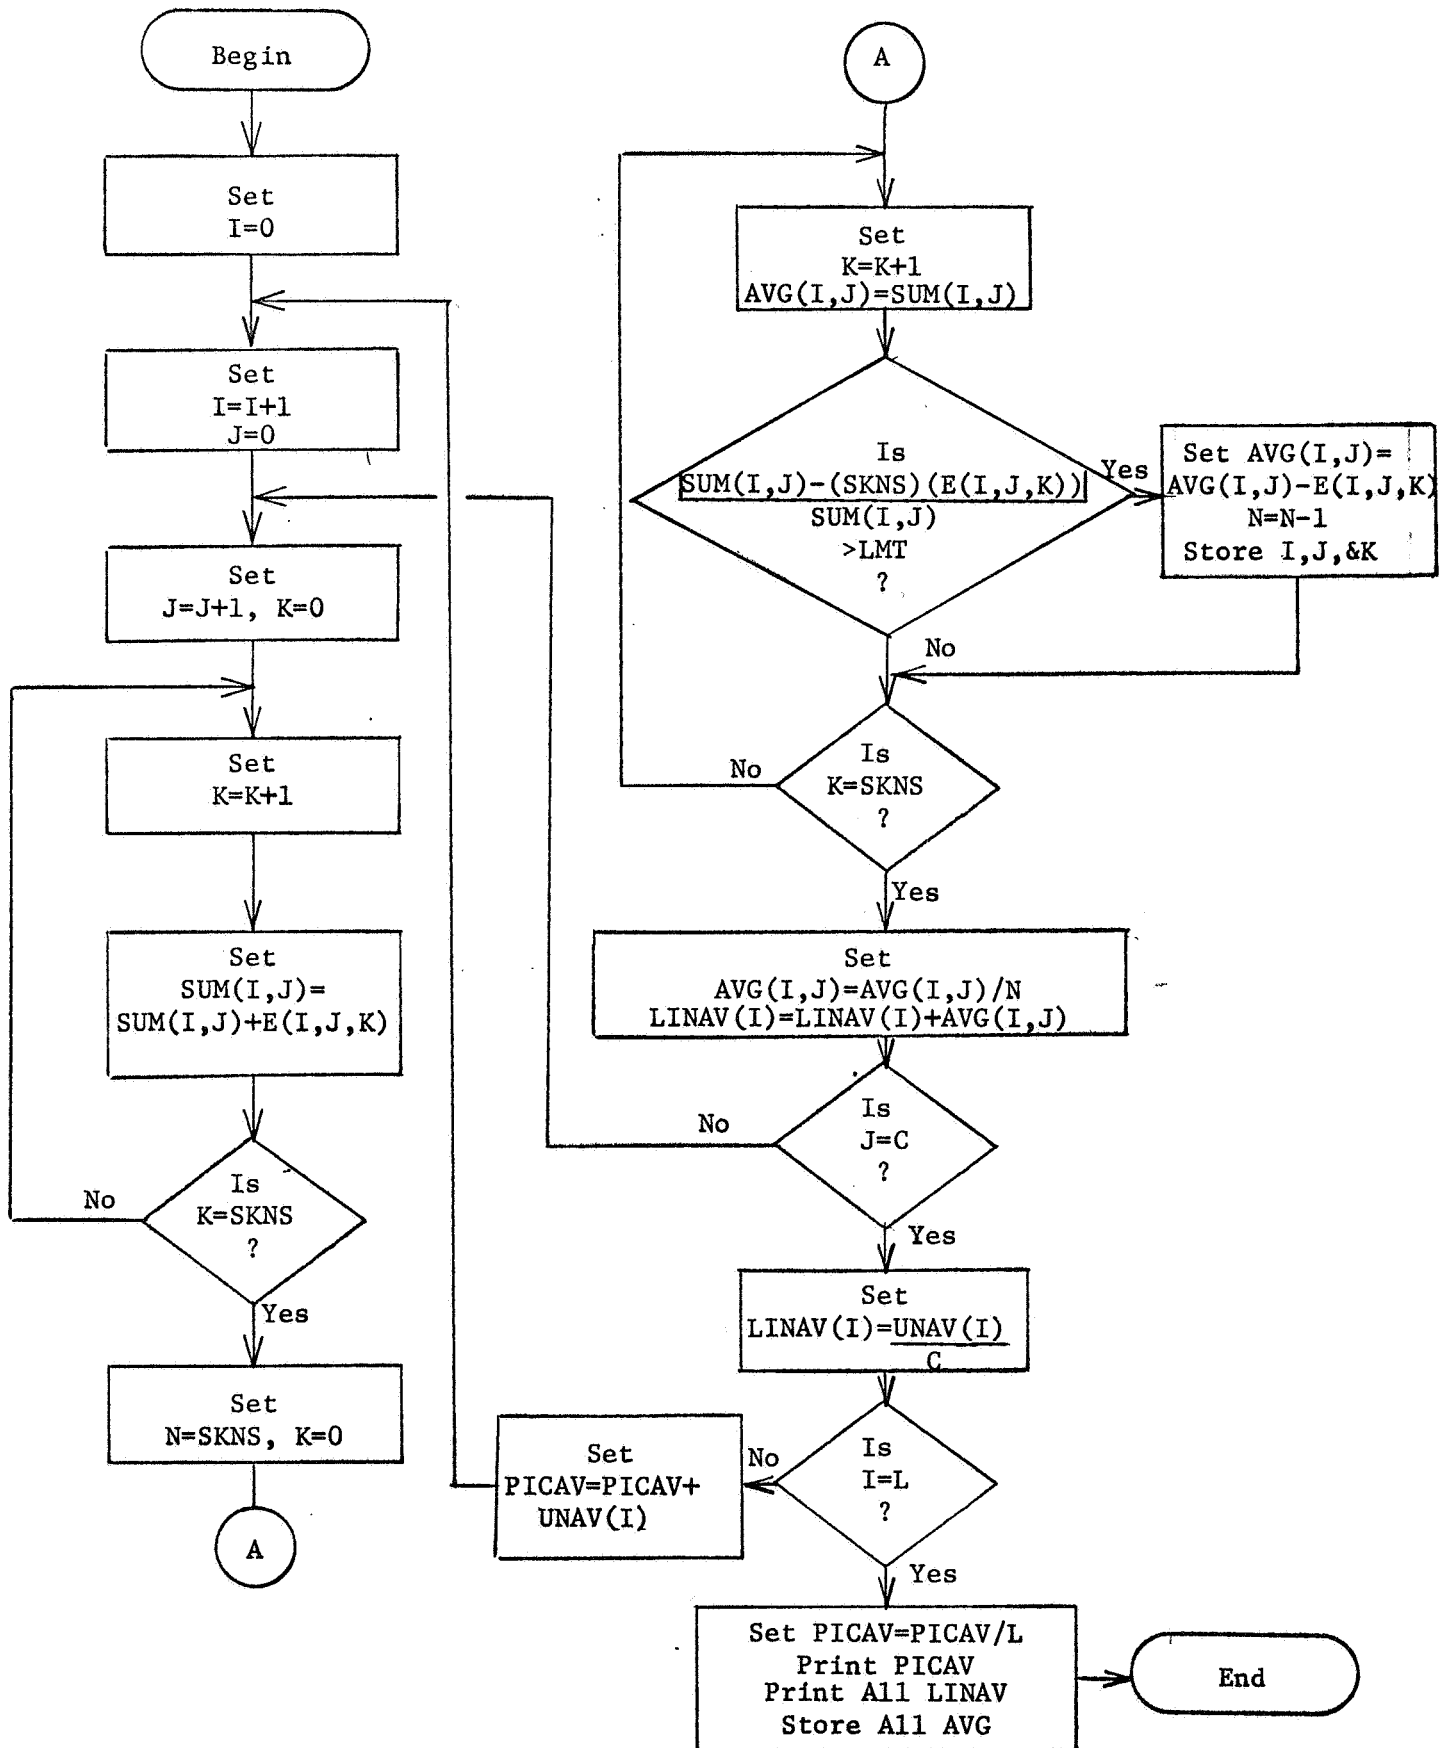 Begin
Set
I=0
Set
I=I+1
J=0
Set
J=J+1, K=0
Set
K=K+1
Set
SUM(I,J)=
SUM(I,J)+E(I,J,K)
Is
K=SKNS
?
No
Yes
Set
N=SKNS, K=0
A
A
Set
K=K+1
AVG(I,J)=SUM(I,J)
Is
|SUM(I,J)-(SKNS)(E(I,J,K))|
SUM(I,J)
>LMT
?
Yes
Set AVG(I,J)=
AVG(I,J)-E(I,J,K)
N=N-1
Store I,J,&K
No
Is
K=SKNS
?
No
Yes
Set
AVG(I,J)=AVG(I,J)/N
LINAV(I)=LINAV(I)+AVG(I,J)
Is
J=C
?
No
Yes
Set
LINAV(I)=UNAV(I)
C
Is
I=L
?
No
Set
PICAV=PICAV+
UNAV(I)
Yes
Set PICAV=PICAV/L
Print PICAV
Print All LINAV
Store All AVG
End